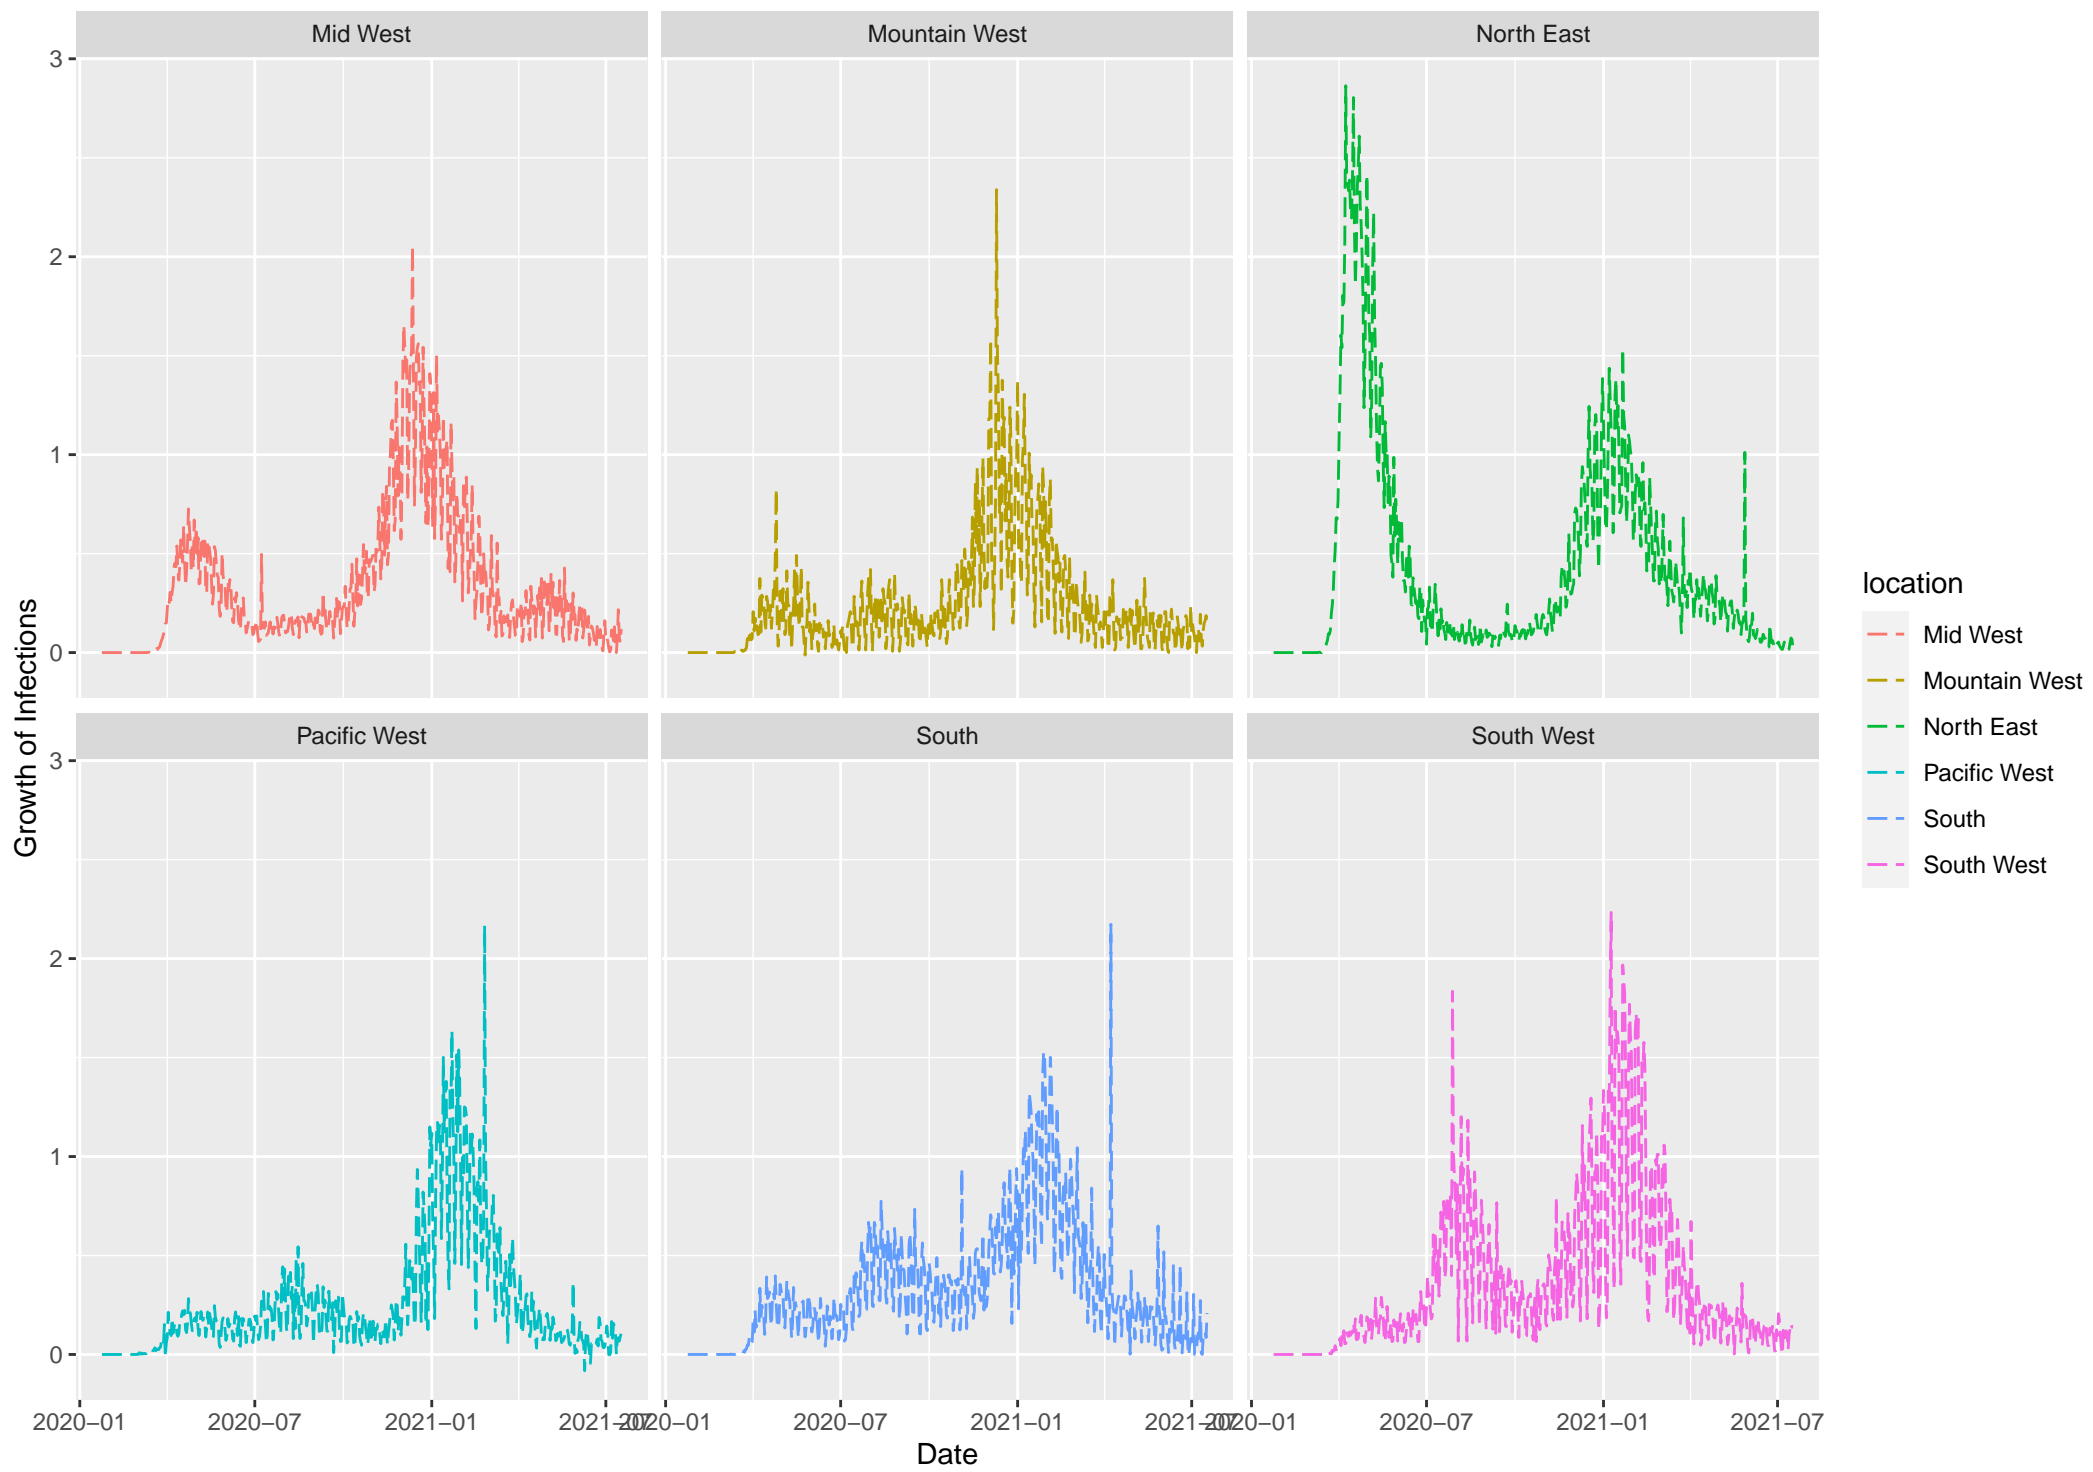 Mid West
Mountain West
North East
3
2
1
0
Pacific West
South
South West
3
2
1
0
2020–01
2020–07
2021–01
2021–07
2020–01
2020–07
2021–01
2021–07
2020–01
2020–07
2021–01
2021–07
Date
Growth of Infections
location
Mid West
Mountain West
North East
Pacific West
South
South West